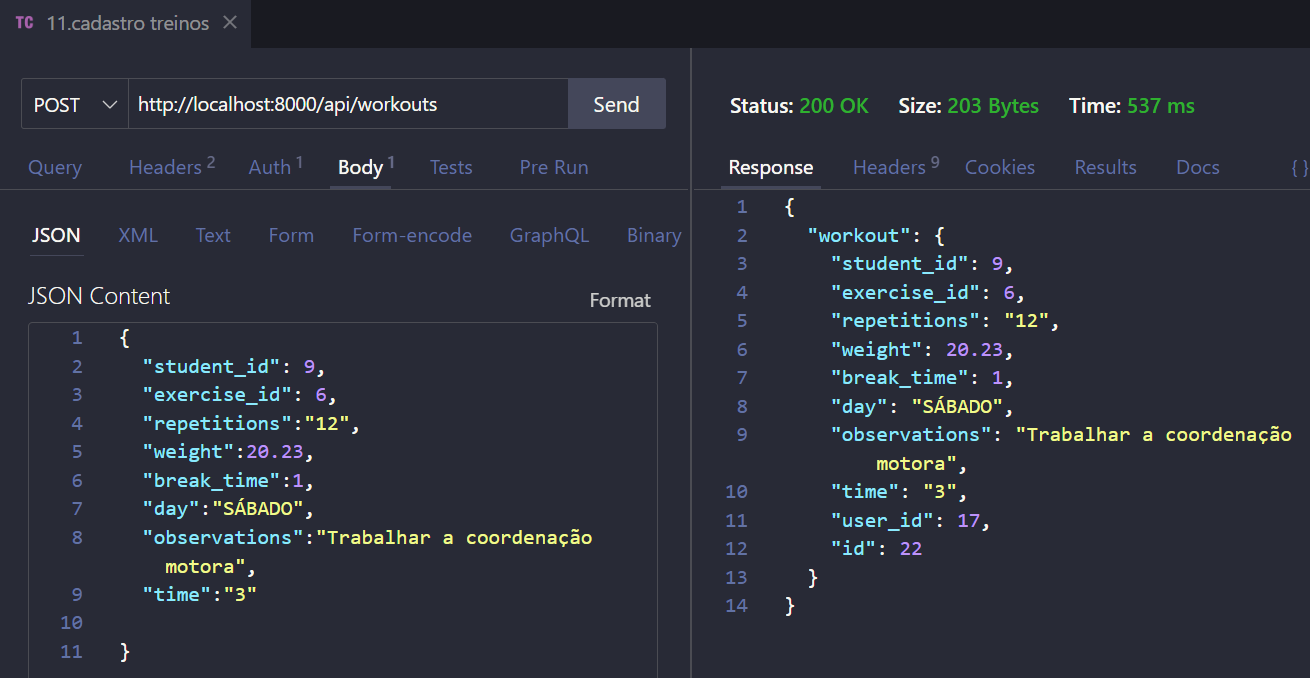 TC 11.cadastro treinos
POST http://localhost:8000/api/workouts Send
Query Headers 2 Auth 1 Body 1 Tests Pre Run
JSON XML Text Form Form-encode GraphQL Binary
JSON Content
Format
1 {
2 "student_id": 9,
3 "exercise_id": 6,
4 "repetitions":"12",
5 "weight":20.23,
6 "break_time":1,
7 "day":"SÁBADO",
8 "observations":"Trabalhar a coordenação
motora",
9 "time":"3"
10
11 }
Status: 200 OK Size: 203 Bytes Time: 537 ms
Response Headers 9 Cookies Results Docs {}
1 {
2 "workout": {
3 "student_id": 9,
4 "exercise_id": 6,
5 "repetitions": "12",
6 "weight": 20.23,
7 "break_time": 1,
8 "day": "SÁBADO",
9 "observations": "Trabalhar a coordenação
motora",
10 "time": "3",
11 "user_id": 17,
12 "id": 22
13 }
14 }